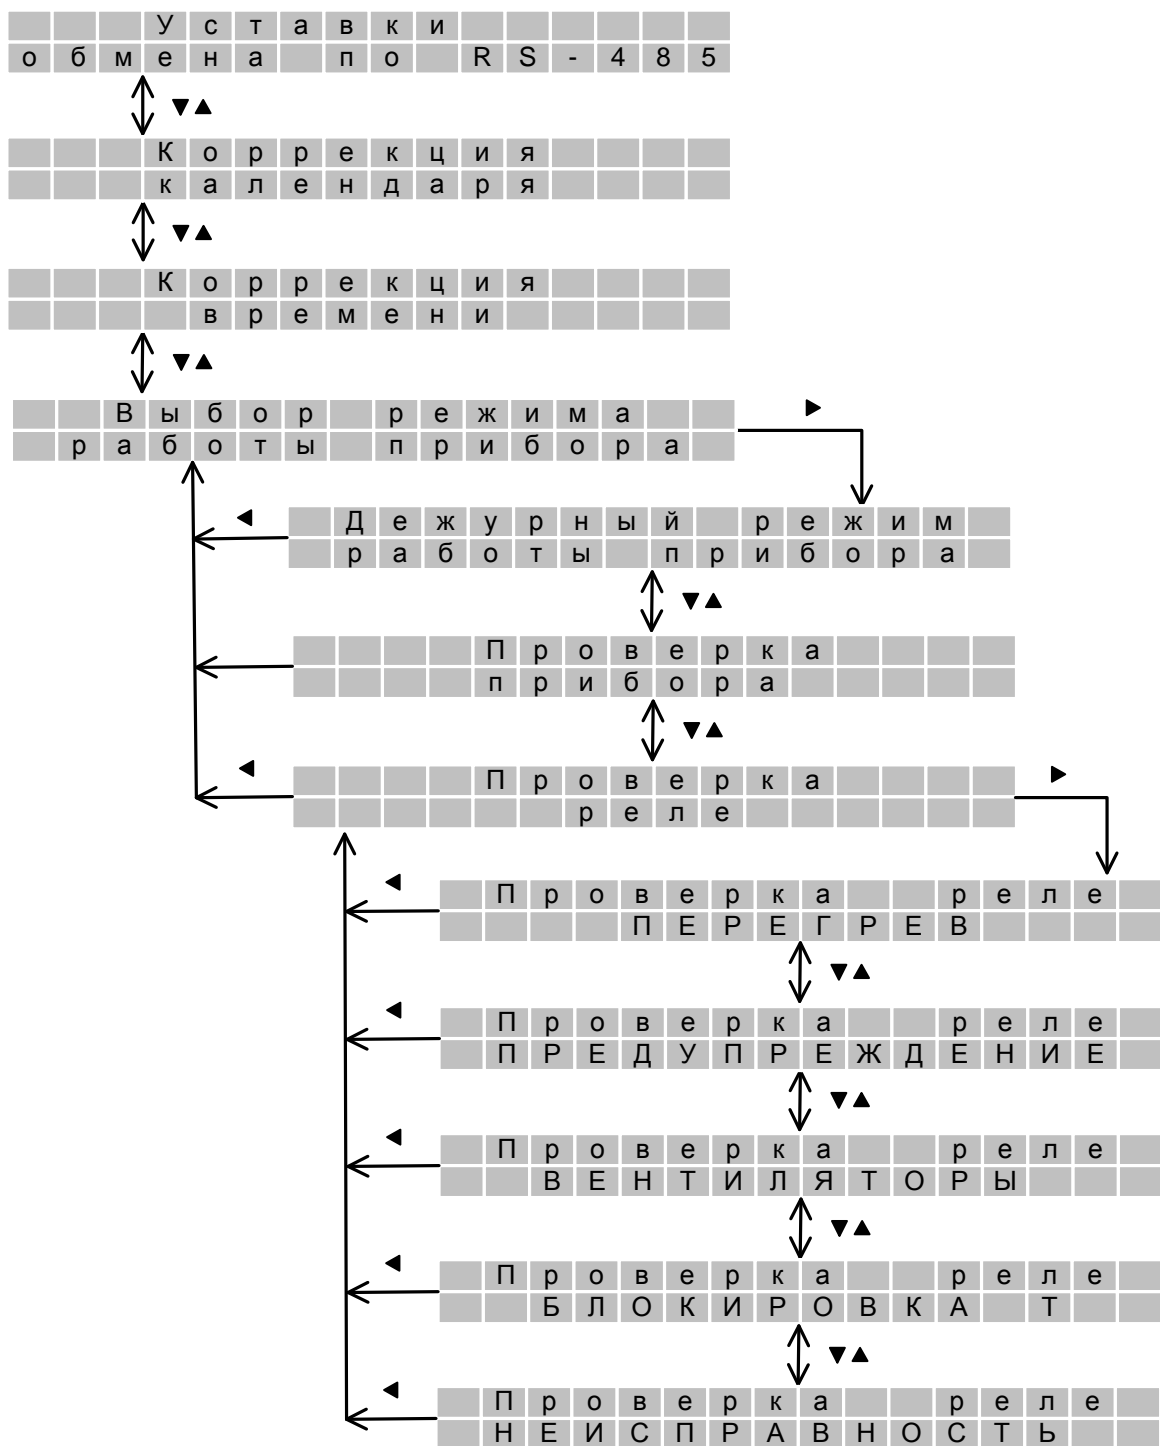 Уставки
обмена по RS-485
▼▲
Коррекция
календаря
▼▲
Коррекция
времени
▼▲
Выбор режима
работы прибора
►
◄
Дежурный режим
работы прибора
▼▲
Проверка
прибора
▼▲
◄
Проверка
реле
►
◄
Проверка реле
ПЕРЕГРЕВ
▼▲
◄
Проверка реле
ПРЕДУПРЕЖДЕНИЕ
▼▲
◄
Проверка реле
ВЕНТИЛЯТОРЫ
▼▲
◄
Проверка реле
БЛОКИРОВКА Т
▼▲
◄
Проверка реле
НЕИСПРАВНОСТЬ